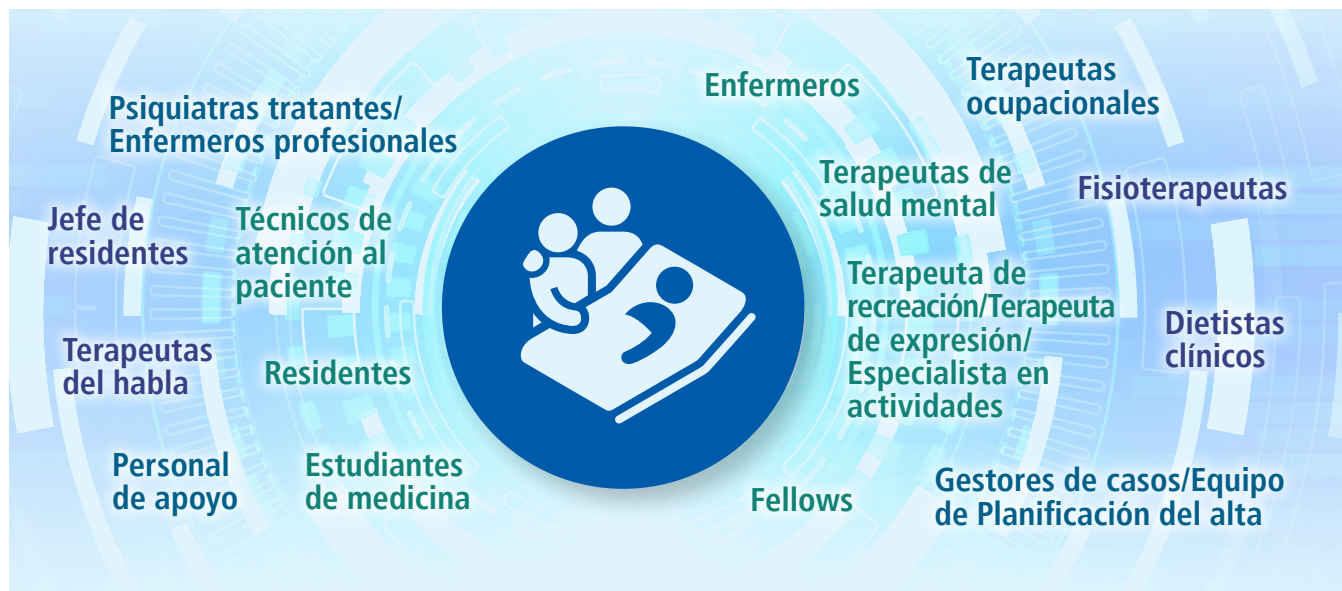 Psiquiatras tratantes/
Enfermeros profesionales
Jefe de
residentes
Técnicos de
atención al
paciente
Terapeutas
del habla
Residentes
Personal
de apoyo
Estudiantes
de medicina
Enfermeros
Terapeutas
ocupacionales
Terapeutas de
salud mental
Fisioterapeutas
Terapeuta de
recreación/Terapeuta
de expresión/
Especialista en
actividades
Dietistas
clínicos
Fellows
Gestores de casos/Equipo
de Planificación del alta